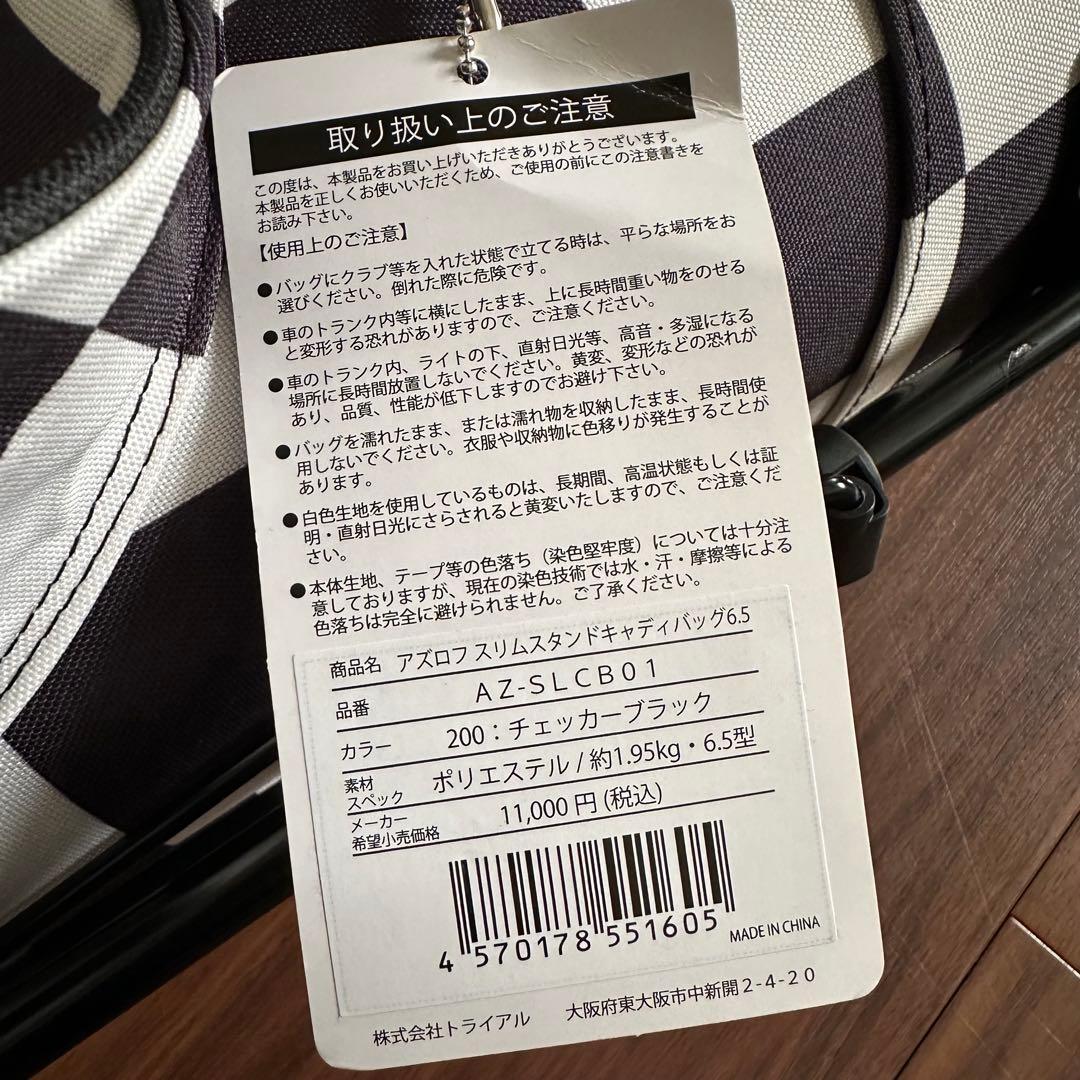 取り扱い上のご注意
この度は、本製品をお買い上げいただきありがとうございます。
本製品を正しくお使いいただくため、ご使用の前にこの注意書きを
お読み下さい。
【使用上のご注意】
●バッグにクラブ等を入れた状態で立てる時は、平らな場所をお
選びください。倒れた際に危険です。
●車のトランク内等に横にしたまま、上に長時間重い物をのせる
と変形する恐れがありますので、ご注意ください。
●車のトランク内、ライトの下、直射日光等、高音・多湿になる
場所に長時間放置しないでください。黄変、変形などの恐れが
あり、品質、性能が低下しますのでお避け下さい。
●バッグを濡れたまま、または濡れ物を収納したまま、長時間使
用しないでください。衣服や収納物に色移りが発生することが
あります。
●白色生地を使用しているものは、長期間、高温状態もしくは証
明・直射日光にさらされると黄変いたしますので、ご注意くだ
さい。
●本体生地、テープ等の色落ち（染色堅牢度）については十分注
意しておりますが、現在の染色技術では水・汗・摩擦等による
色落ちは完全に避けられません。ご了承ください。
商品名 アズロフ スリムスタンドキャディバッグ6.5
品番 AZ-SLCB01
カラー 200：チェッカーブラック
素材
スペック ポリエステル / 約1.95kg・6.5型
メーカー
希望小売価格 11,000 円 (税込)
4 570178 551605
MADE IN CHINA
株式会社トライアル 大阪府東大阪市中新開2-4-20